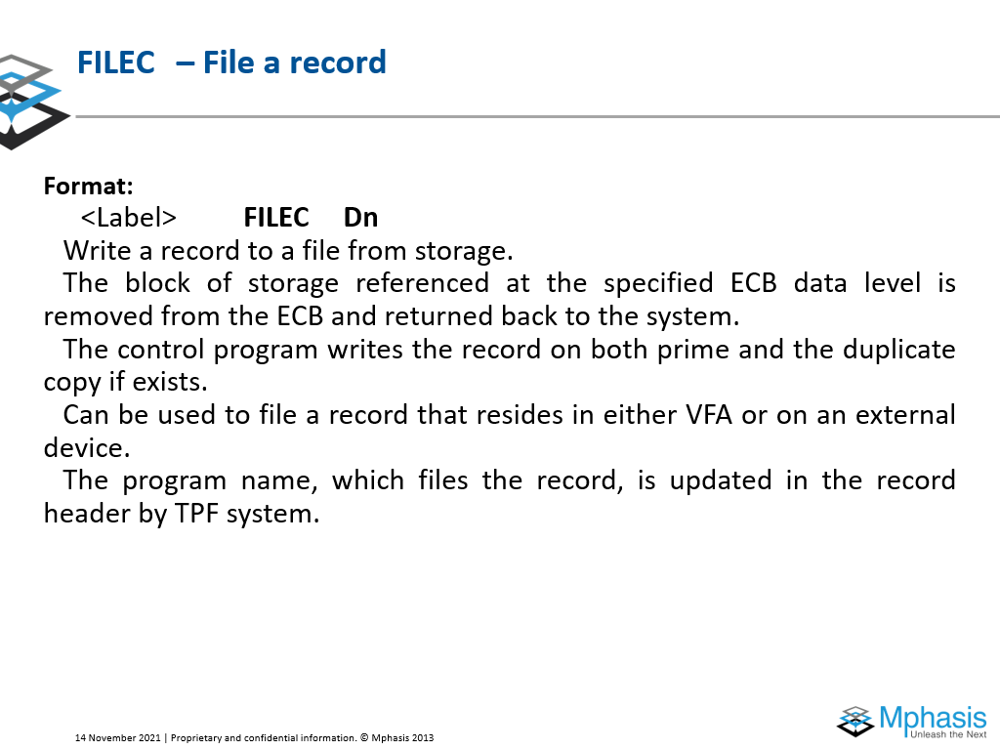 FILEC – File a record
Format:
<Label> FILEC Dn
Write a record to a file from storage.
The block of storage referenced at the specified ECB data level is
removed from the ECB and returned back to the system.
The control program writes the record on both prime and the duplicate
copy if exists.
Can be used to file a record that resides in either VFA or on an external
device.
The program name, which files the record, is updated in the record
header by TPF system.
14 November 2021 | Proprietary and confidential information. © Mphasis 2013
Mphasis
Unleash the Next